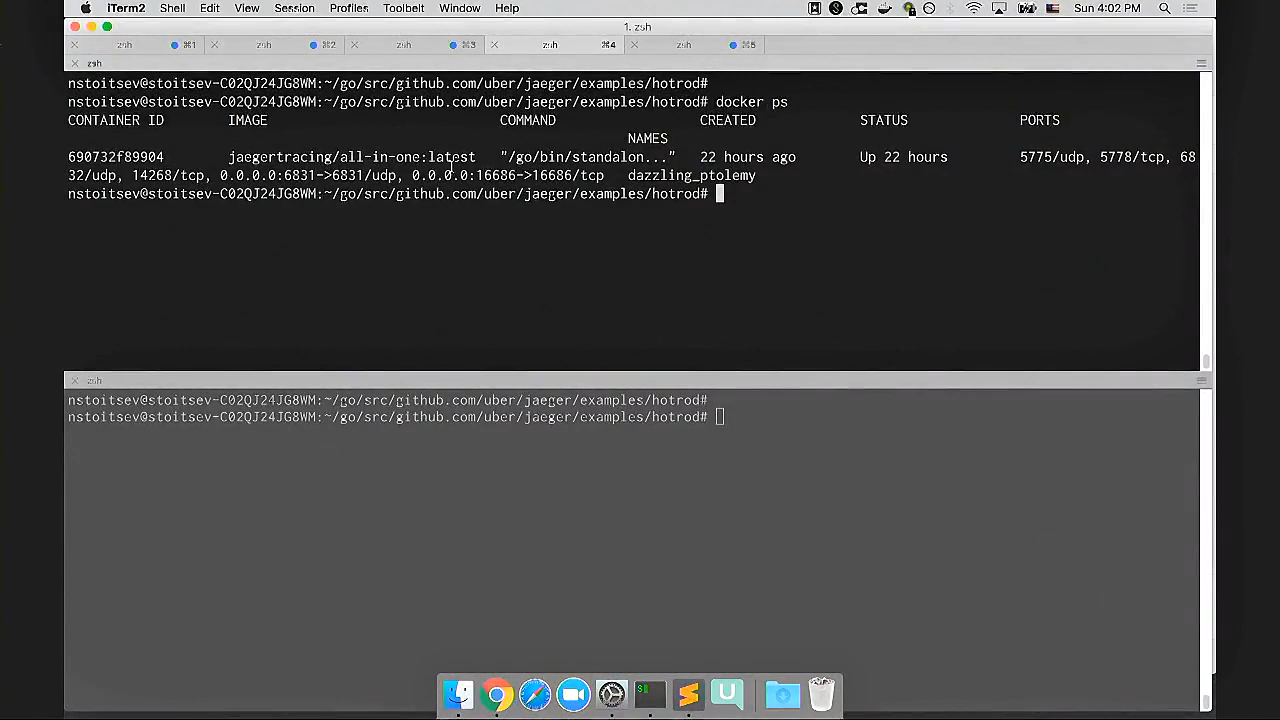 iTerm2 Shell Edit View Session Profiles Toolbelt Window Help Sun 4:02 PM
1. zsh
zsh ⌘1 zsh ⌘2 zsh ⌘3 zsh ⌘4 zsh ⌘5
zsh
nstoitsev@stoitsev-C02QJ24JG8WM:~/go/src/github.com/uber/jaeger/examples/hotrod#
nstoitsev@stoitsev-C02QJ24JG8WM:~/go/src/github.com/uber/jaeger/examples/hotrod# docker ps
CONTAINER ID IMAGE COMMAND CREATED STATUS PORTS
NAMES
690732f89904 jaegertracing/all-in-one:latest "/go/bin/standalon..." 22 hours ago Up 22 hours 5775/udp, 5778/tcp, 68
32/udp, 14268/tcp, 0.0.0.0:6831->6831/udp, 0.0.0.0:16686->16686/tcp dazzling_ptolemy
nstoitsev@stoitsev-C02QJ24JG8WM:~/go/src/github.com/uber/jaeger/examples/hotrod#
zsh
nstoitsev@stoitsev-C02QJ24JG8WM:~/go/src/github.com/uber/jaeger/examples/hotrod#
nstoitsev@stoitsev-C02QJ24JG8WM:~/go/src/github.com/uber/jaeger/examples/hotrod#